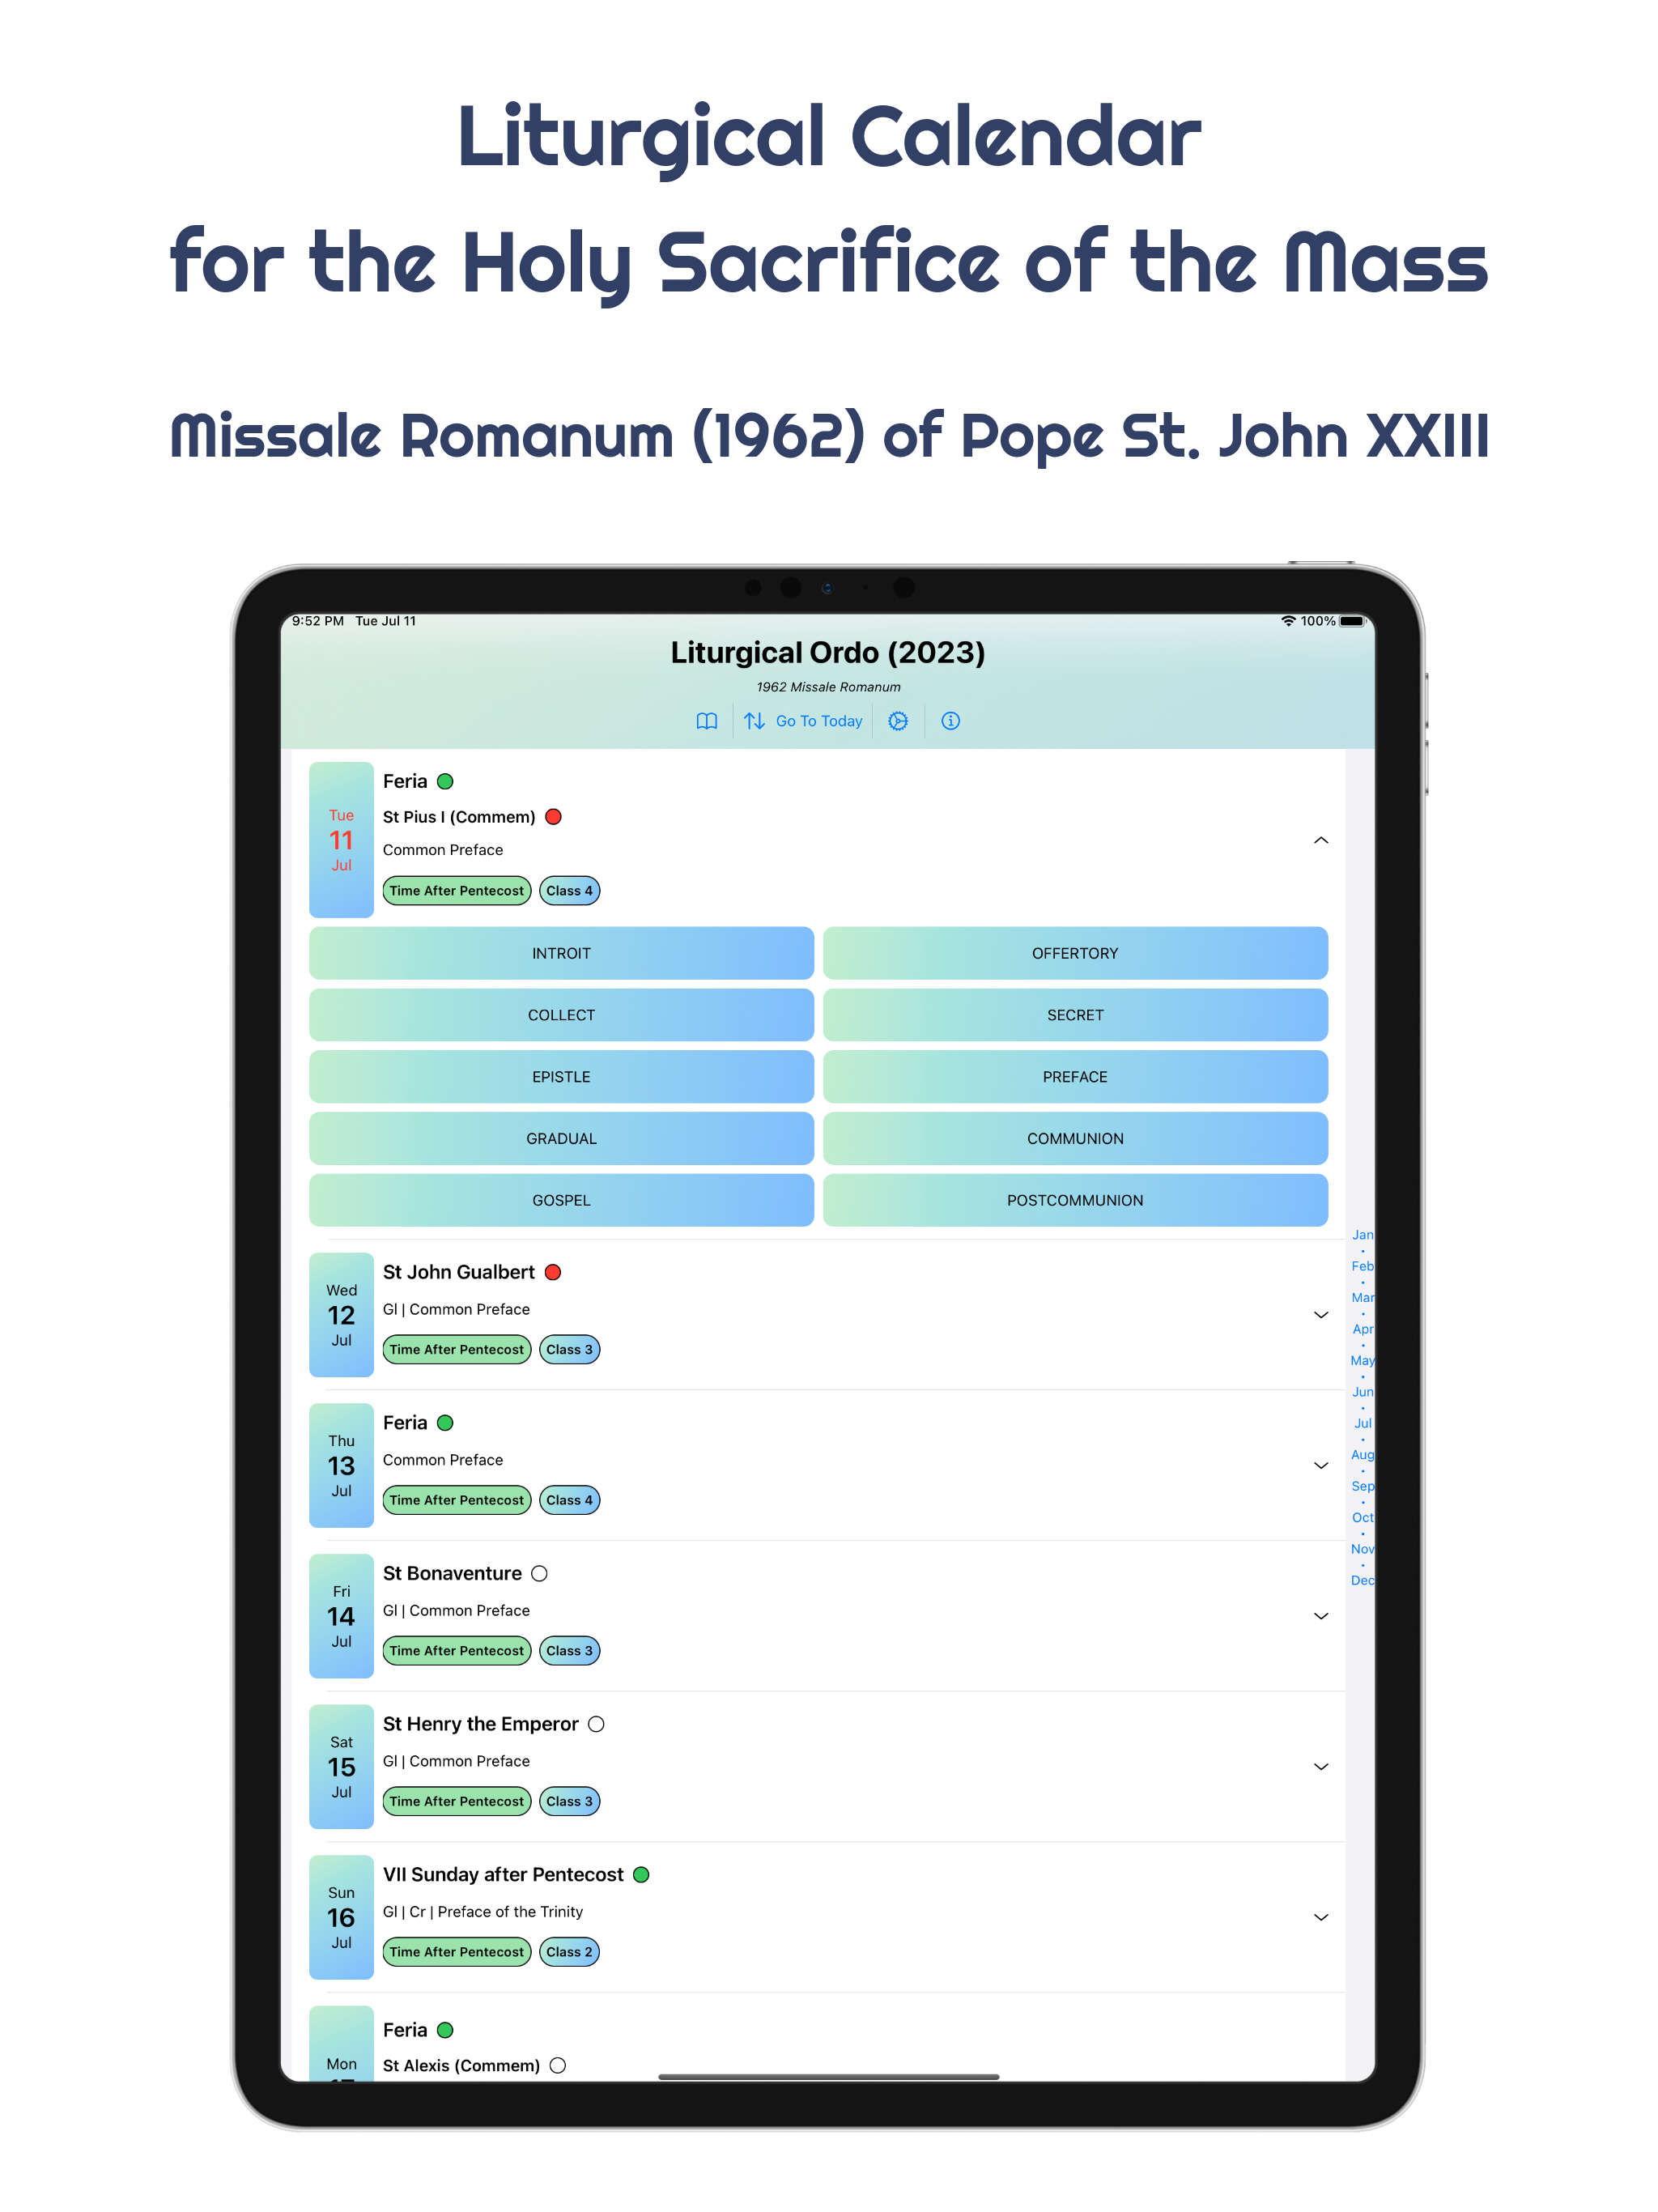 Liturgical Calendar
for the Holy Sacrifice of the Mass
Missale Romanum (1962) of Pope St. John XXIII
9:52 PM Tue Jul 11
100%
Liturgical Ordo (2023)
1962 Missale Romanum
Go To Today
Tue
11
Jul
Feria
St Pius I (Commem)
Common Preface
Time After Pentecost Class 4
INTROIT OFFERTORY
COLLECT SECRET
EPISTLE PREFACE
GRADUAL COMMUNION
GOSPEL POSTCOMMUNION
Wed
12
Jul
St John Gualbert
Gl | Common Preface
Time After Pentecost Class 3
Thu
13
Jul
Feria
Common Preface
Time After Pentecost Class 4
Fri
14
Jul
St Bonaventure
Gl | Common Preface
Time After Pentecost Class 3
Sat
15
Jul
St Henry the Emperor
Gl | Common Preface
Time After Pentecost Class 3
Sun
16
Jul
VII Sunday after Pentecost
Gl | Cr | Preface of the Trinity
Time After Pentecost Class 2
Mon
Feria
St Alexis (Commem)
Jan
Feb
Mar
Apr
May
Jun
Jul
Aug
Sep
Oct
Nov
Dec